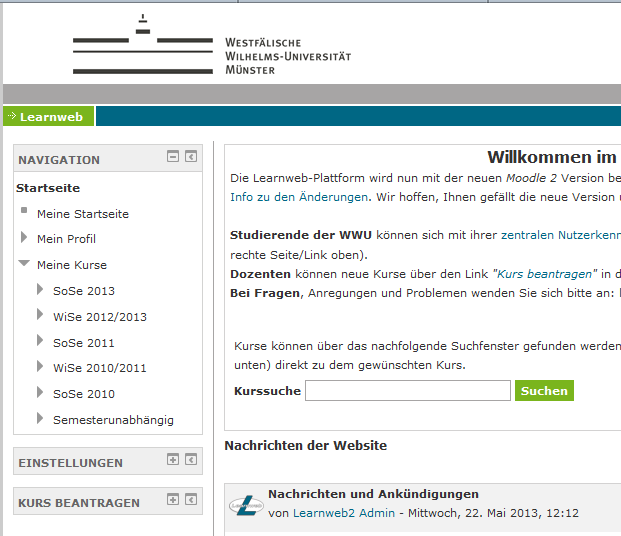 WESTFÄLISCHE
WILHELMS-UNIVERSITÄT
MÜNSTER
Learnweb
NAVIGATION
Startseite
Meine Startseite
Mein Profil
Meine Kurse
SoSe 2013
WiSe 2012/2013
SoSe 2011
WiSe 2010/2011
SoSe 2010
Semesterunabhängig
EINSTELLUNGEN
KURS BEANTRAGEN
Willkommen im
Die Learnweb-Plattform wird nun mit der neuen Moodle 2 Version be
Info zu den Änderungen. Wir hoffen, Ihnen gefällt die neue Version
Studierende der WWU können sich mit ihrer zentralen Nutzerkenn
rechte Seite/Link oben).
Dozenten können neue Kurse über den Link "Kurs beantragen" in d
Bei Fragen, Anregungen und Problemen wenden Sie sich bitte an:
Kurse können über das nachfolgende Suchfenster gefunden werden
unten) direkt zu dem gewünschten Kurs.
Kurssuche Suchen
Nachrichten der Website
Nachrichten und Ankündigungen
von Learnweb2 Admin - Mittwoch, 22. Mai 2013, 12:12